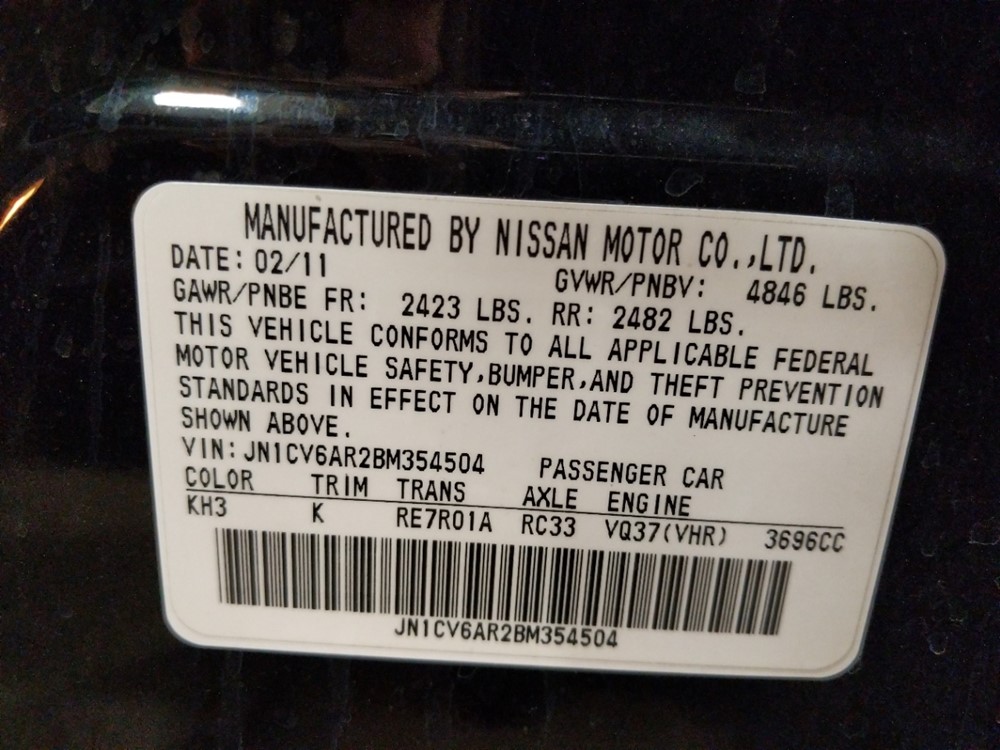 MANUFACTURED BY NISSAN MOTOR CO.,LTD.
DATE: 02/11 GVWR/PNBV: 4846 LBS.
GAWR/PNBE FR: 2423 LBS. RR: 2482 LBS.
THIS VEHICLE CONFORMS TO ALL APPLICABLE FEDERAL
MOTOR VEHICLE SAFETY,BUMPER,AND THEFT PREVENTION
STANDARDS IN EFFECT ON THE DATE OF MANUFACTURE
SHOWN ABOVE.
VIN:JN1CV6AR2BM354504 PASSENGER CAR
COLOR TRIM TRANS AXLE ENGINE
KH3 K RE7R01A RC33 VQ37(VHR) 3696CC
JN1CV6AR2BM354504